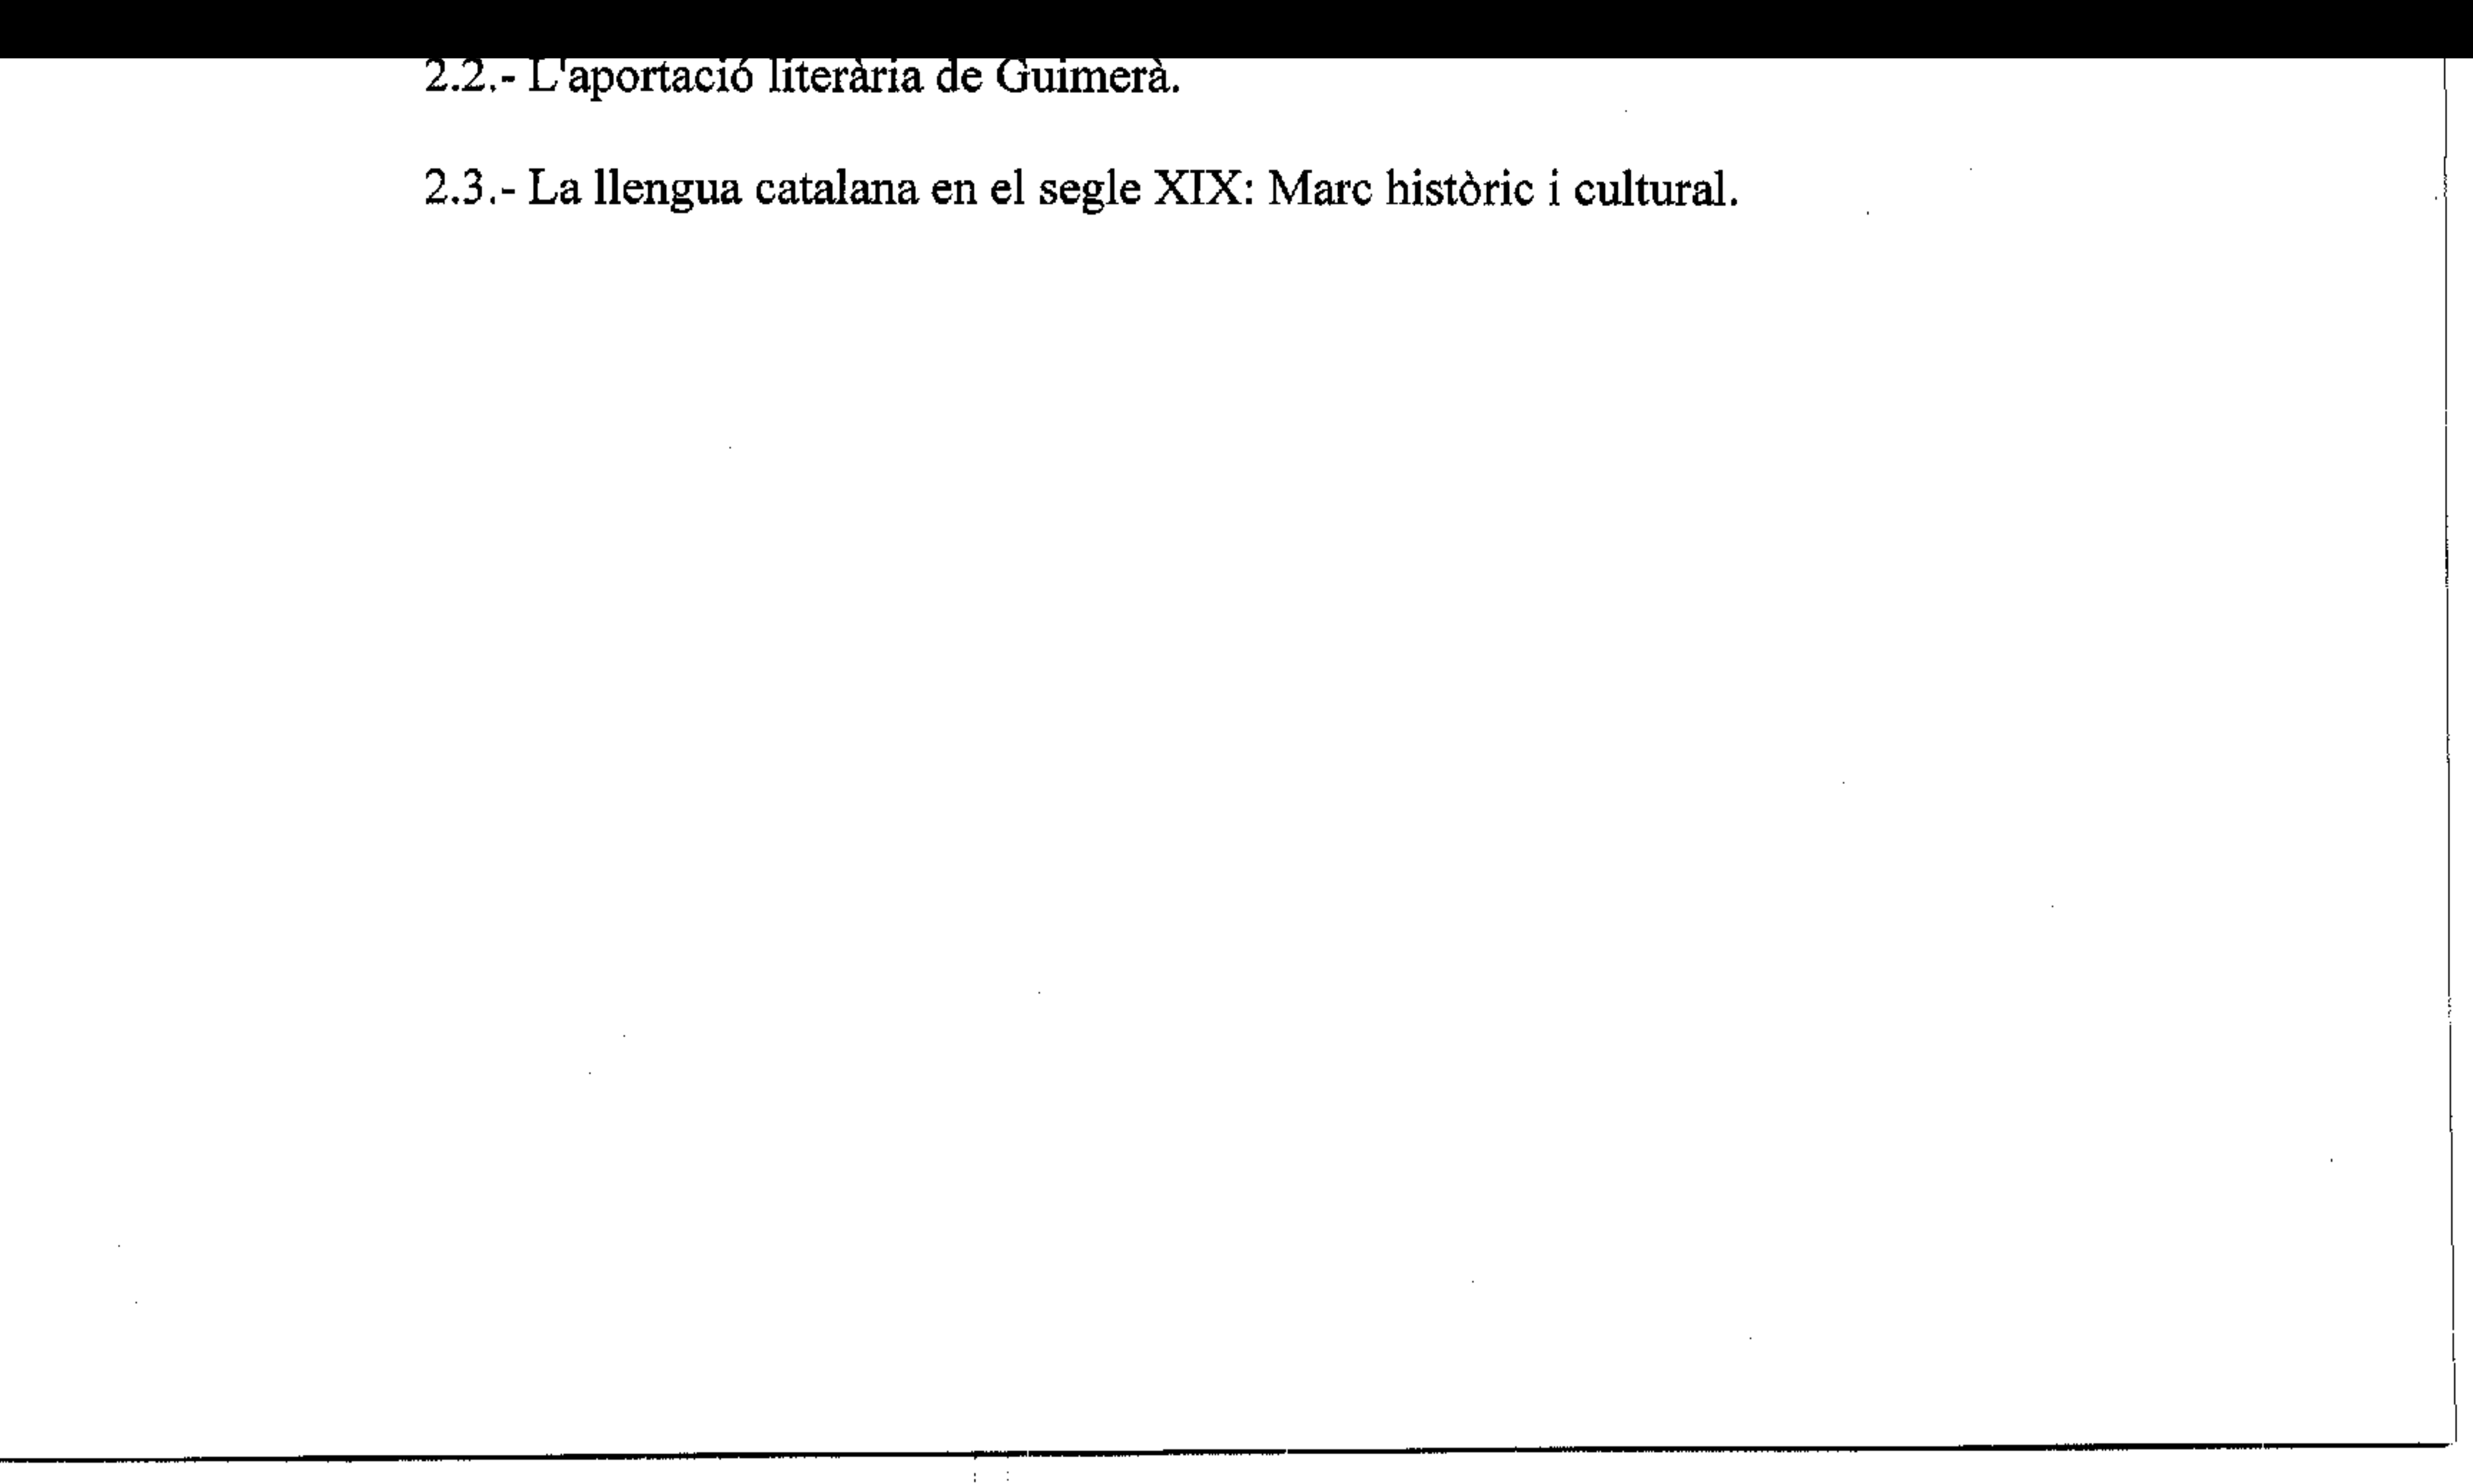 2.2.- L'aportació literària de Guimerà.
2.3.- La llengua catalana en el segle XIX: Marc històric i cultural.